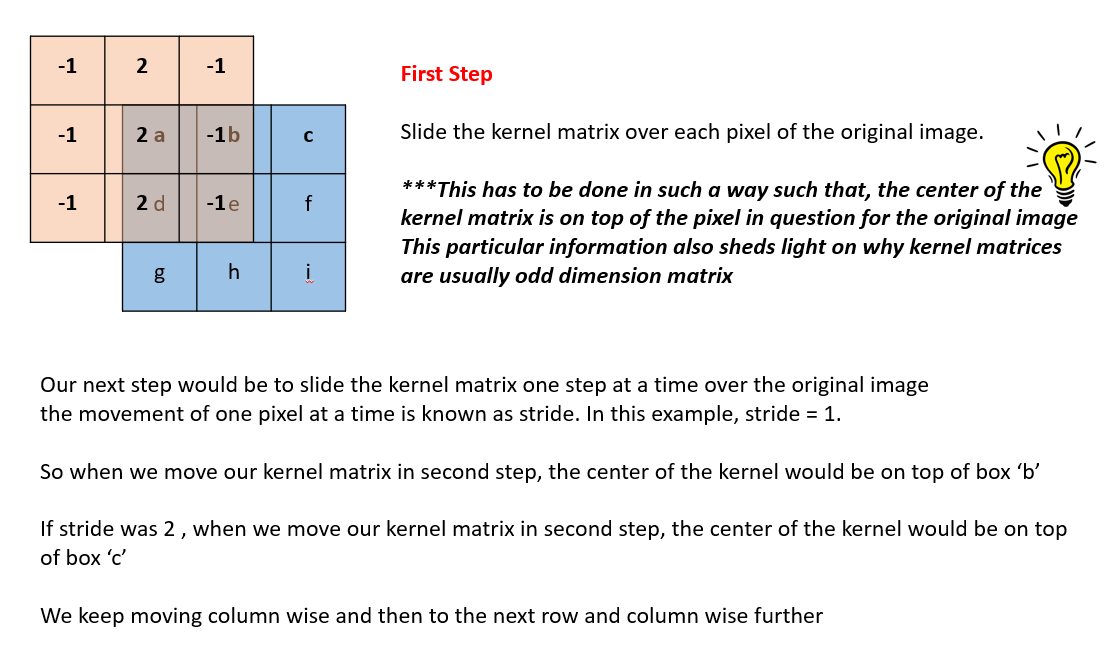 -1 2 -1
First Step
-1 2 a -1 b c
Slide the kernel matrix over each pixel of the original image.
-1 2 d -1 e f
***This has to be done in such a way such that, the center of the
kernel matrix is on top of the pixel in question for the original image
This particular information also sheds light on why kernel matrices
are usually odd dimension matrix
g h i
Our next step would be to slide the kernel matrix one step at a time over the original image
the movement of one pixel at a time is known as stride. In this example, stride = 1.
So when we move our kernel matrix in second step, the center of the kernel would be on top of box ‘b’
If stride was 2 , when we move our kernel matrix in second step, the center of the kernel would be on top
of box ‘c’
We keep moving column wise and then to the next row and column wise further